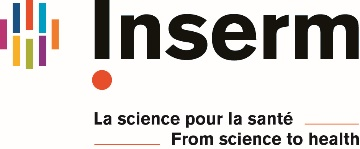 Inserm
La science pour la santé
From science to health